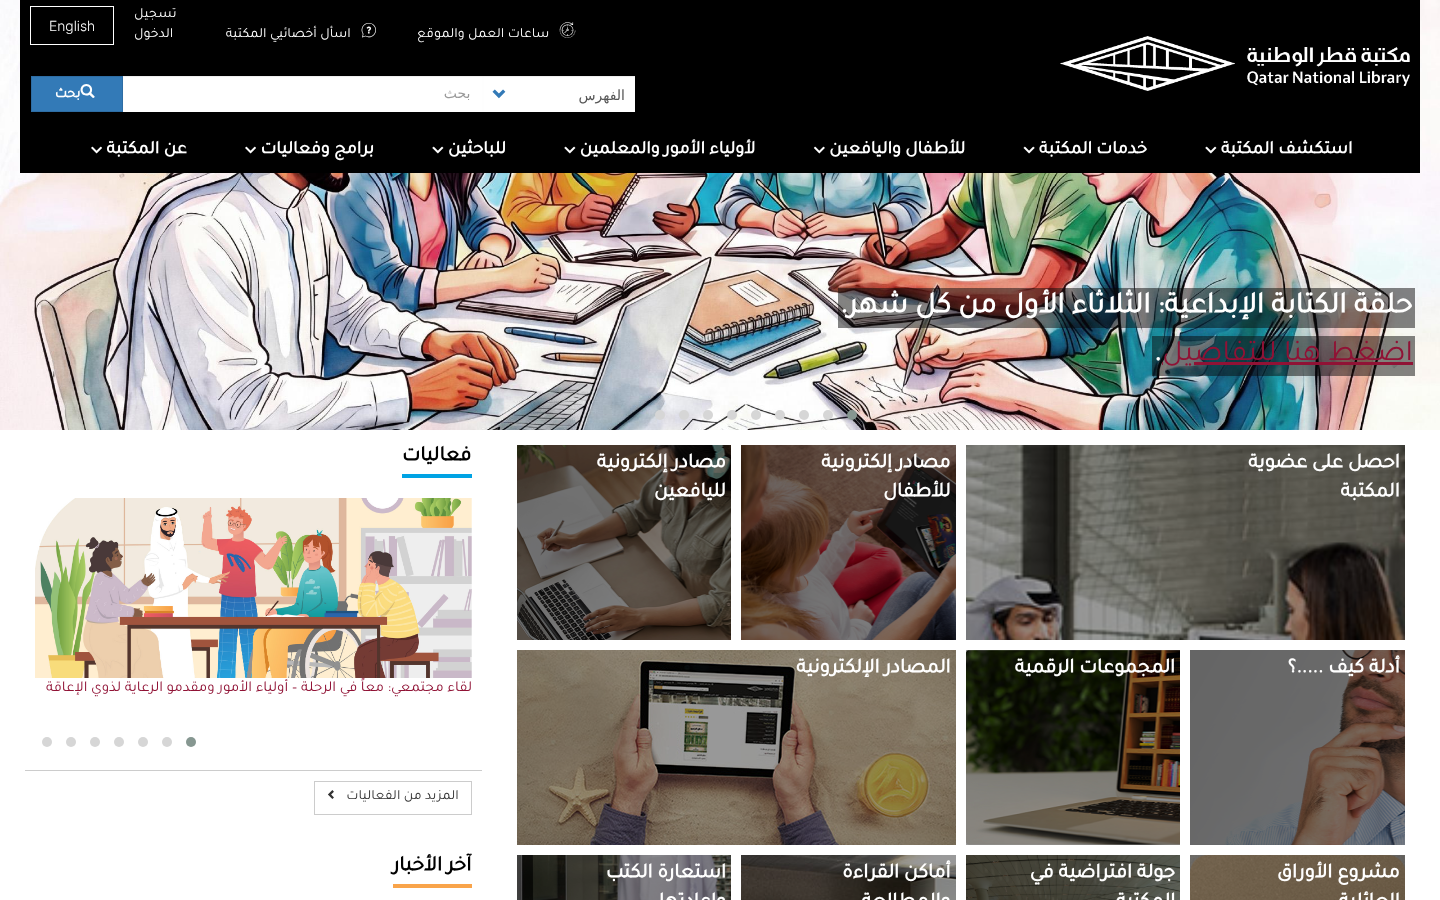 مكتبة قطر الوطنية
Qatar National Library
ساعات العمل والموقع
اسأل أخصائيي المكتبة
تسجيل
الدخول
English
الفهرس
بحث
بحث
استكشف المكتبة
خدمات المكتبة
للأطفال واليافعين
لأولياء الأمور والمعلمين
للباحثين
برامج وفعاليات
عن المكتبة
حلقة الكتابة الإبداعية: الثلاثاء الأول من كل شهر.
اضغط هنا للتفاصيل.
احصل على عضوية
المكتبة
مصادر إلكترونية
للأطفال
مصادر إلكترونية
لليافعين
أدلة كيف .....؟
المجموعات الرقمية
المصادر الإلكترونية
مشروع الأوراق
العائلية
جولة افتراضية في
المكتبة
أماكن القراءة
والمطالعة
استعارة الكتب
وإعادتها
فعاليات
لقاء مجتمعي: معاً في الرحلة – أولياء الأمور ومقدمو الرعاية لذوي الإعاقة
المزيد من الفعاليات
آخر الأخبار